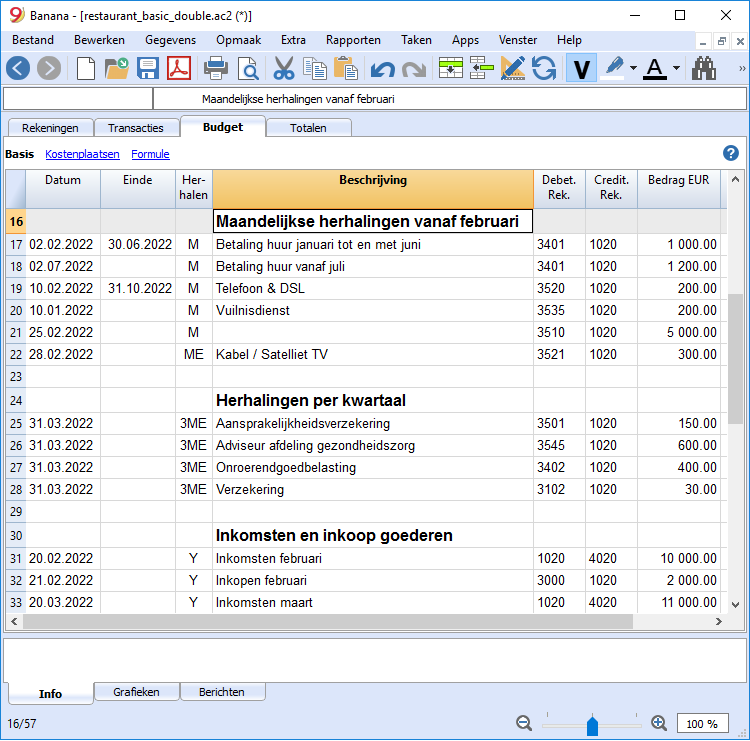 Banana - [restaurant_basic_double.ac2 (*)]
Bestand Bewerken Gegevens Opmaak Extra Rapporten Taken Apps Venster Help
V A »
Maandelijkse herhalingen vanaf februari
Rekeningen Transacties Budget Totalen
Basis Kostenplaatsen Formule ?
Datum Einde Her-halen Beschrijving Debet. Rek. Credit. Rek. Bedrag EUR
16 Maandelijkse herhalingen vanaf februari
17 02.02.2022 30.06.2022 M Betaling huur januari tot en met juni 3401 1020 1 000.00
18 02.07.2022 M Betaling huur vanaf juli 3401 1020 1 200.00
19 10.02.2022 31.10.2022 M Telefoon & DSL 3520 1020 200.00
20 10.01.2022 M Vuilnisdienst 3535 1020 200.00
21 25.02.2022 M 3510 1020 5 000.00
22 28.02.2022 ME Kabel / Satelliet TV 3521 1020 300.00
23
24 Herhalingen per kwartaal
25 31.03.2022 3ME Aansprakelijkheidsverzekering 3501 1020 150.00
26 31.03.2022 3ME Adviseur afdeling gezondheidszorg 3545 1020 600.00
27 31.03.2022 3ME Onroerendgoedbelasting 3402 1020 400.00
28 31.03.2022 3ME Verzekering 3102 1020 30.00
29
30 Inkomsten en inkoop goederen
31 20.02.2022 Y Inkomsten februari 1020 4020 10 000.00
32 21.02.2022 Y Inkopen februari 3000 1020 2 000.00
33 20.03.2022 Y Inkomsten maart 1020 4020 11 000.00
Info Grafieken Berichten
16/57 100 %